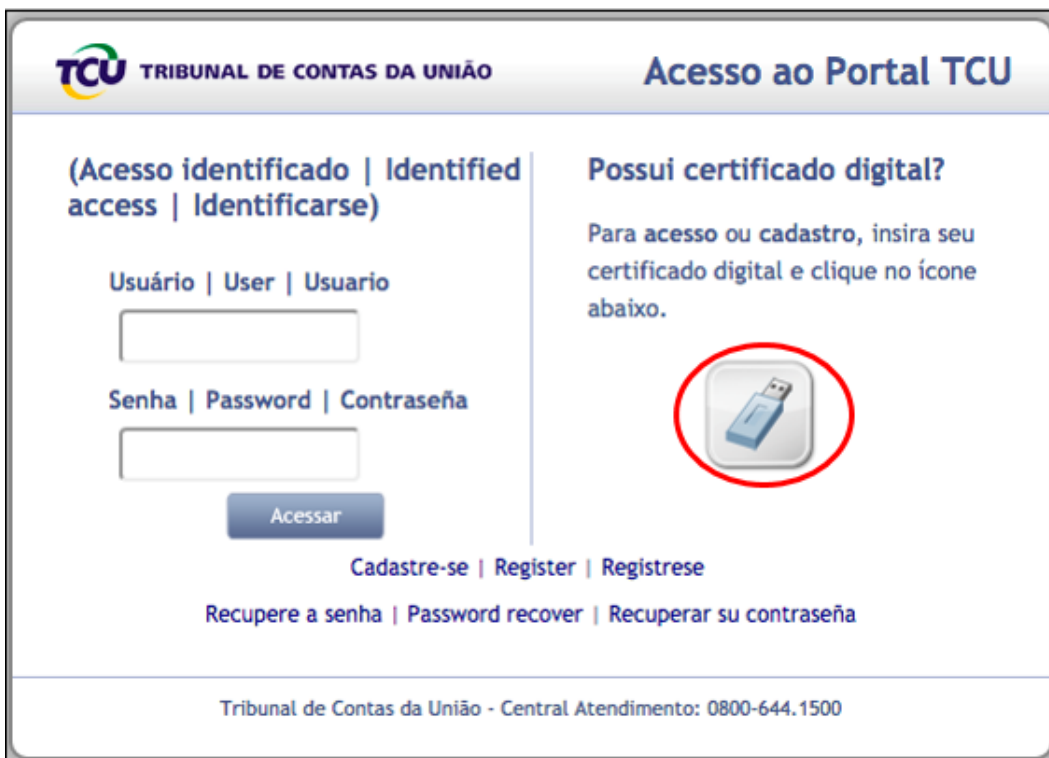 TCU TRIBUNAL DE CONTAS DA UNIÃO
Acesso ao Portal TCU
(Acesso identificado | Identified
access | Identificarse)
Usuário | User | Usuario
Senha | Password | Contraseña
Acessar
Possui certificado digital?
Para acesso ou cadastro, insira seu
certificado digital e clique no ícone
abaixo.
Cadastre-se | Register | Registrese
Recupere a senha | Password recover | Recuperar su contraseña
Tribunal de Contas da União - Central Atendimento: 0800-644.1500